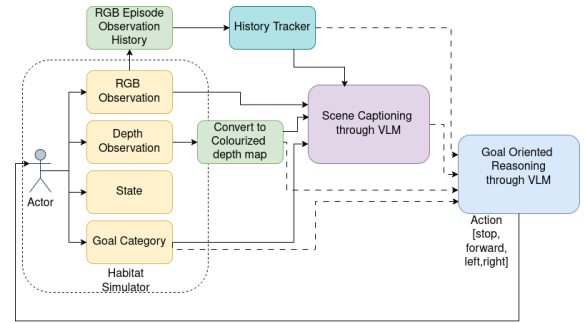 RGB Episode
Observation
History
History Tracker
RGB
Observation
Depth
Observation
Convert to
Colourized
depth map
Scene Captioning
through VLM
Goal Oriented
Reasoning
through VLM
Actor
State
Goal Category
Action
[stop,
forward,
left,right]
Habitat
Simulator